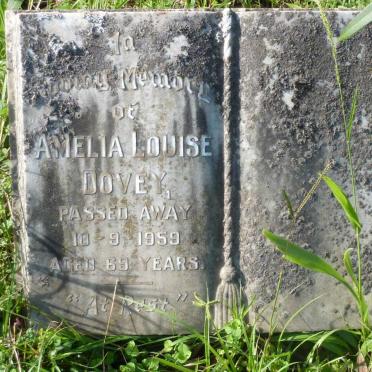 In
Loving Memory
of
AMELIA LOUISE
DOVEY,
PASSED AWAY
10-9-1959
AGED 69 YEARS.
"At Rest"